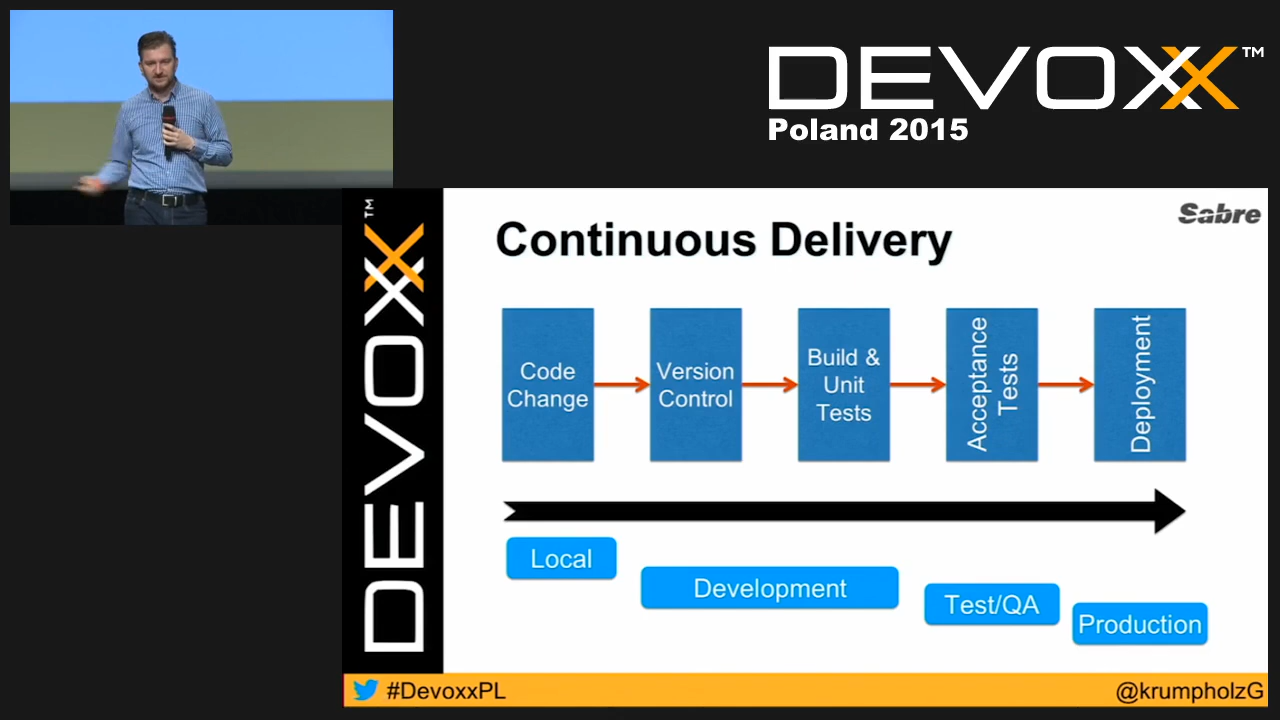 DEVOXX™
Poland 2015
DEVOXX™
Sabre
Continuous Delivery
Code
Change
Version
Control
Build &
Unit
Tests
Acceptance
Tests
Deployment
Local
Development
Test/QA
Production
#DevoxxPL
@krumpholzG